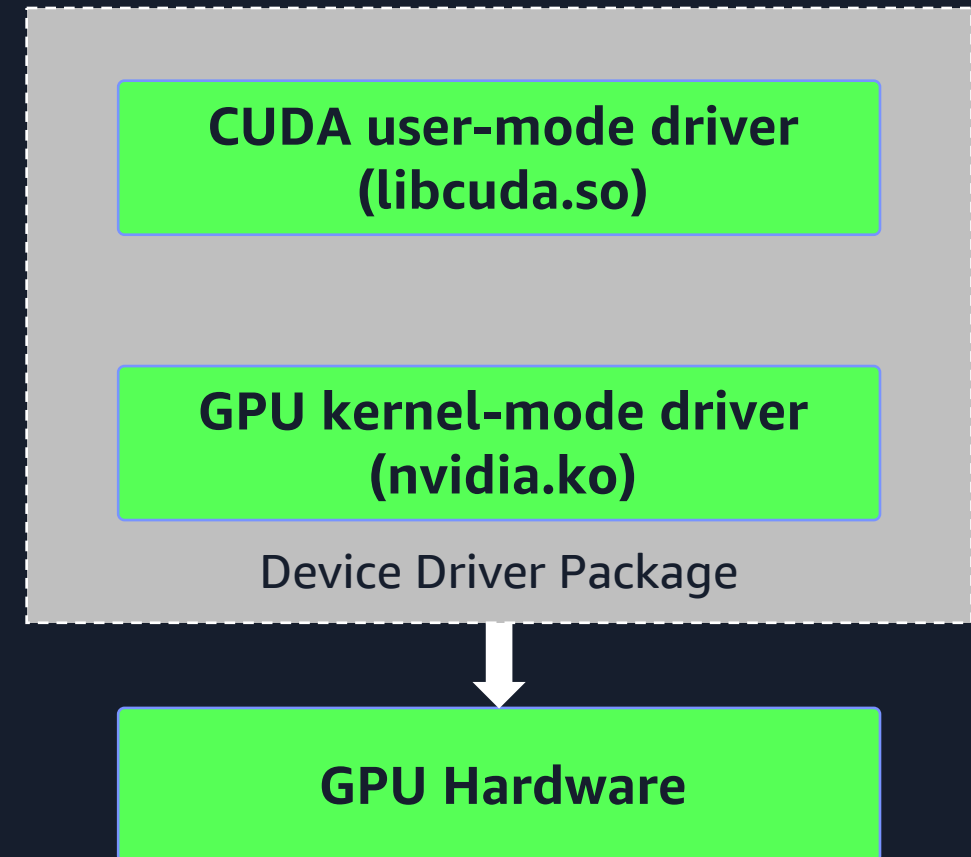 CUDA user-mode driver
(libcuda.so)
GPU kernel-mode driver
(nvidia.ko)
Device Driver Package
GPU Hardware